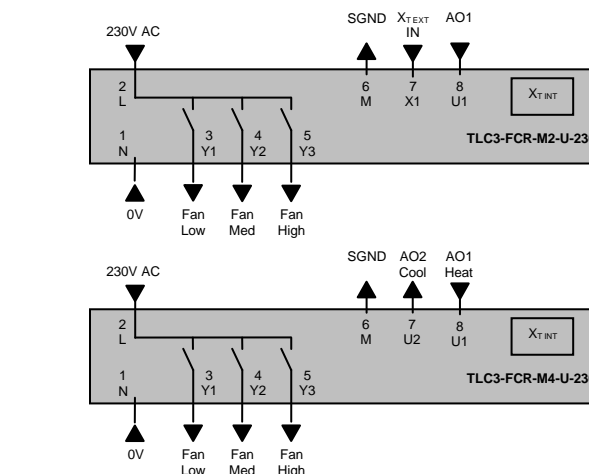 SGND XT EXT AO1
230V AC IN
2 6 7 8
L M X1 U1 XT INT
1 3 4 5 TLC3-FCR-M2-U-23
N Y1 Y2 Y3
0V Fan Fan Fan
Low Med High
SGND AO2 AO1
230V AC Cool Heat
2 6 7 8
L M U2 U1 XT INT
1 3 4 5 TLC3-FCR-M4-U-23
N Y1 Y2 Y3
0V Fan Fan Fan
Low Med High